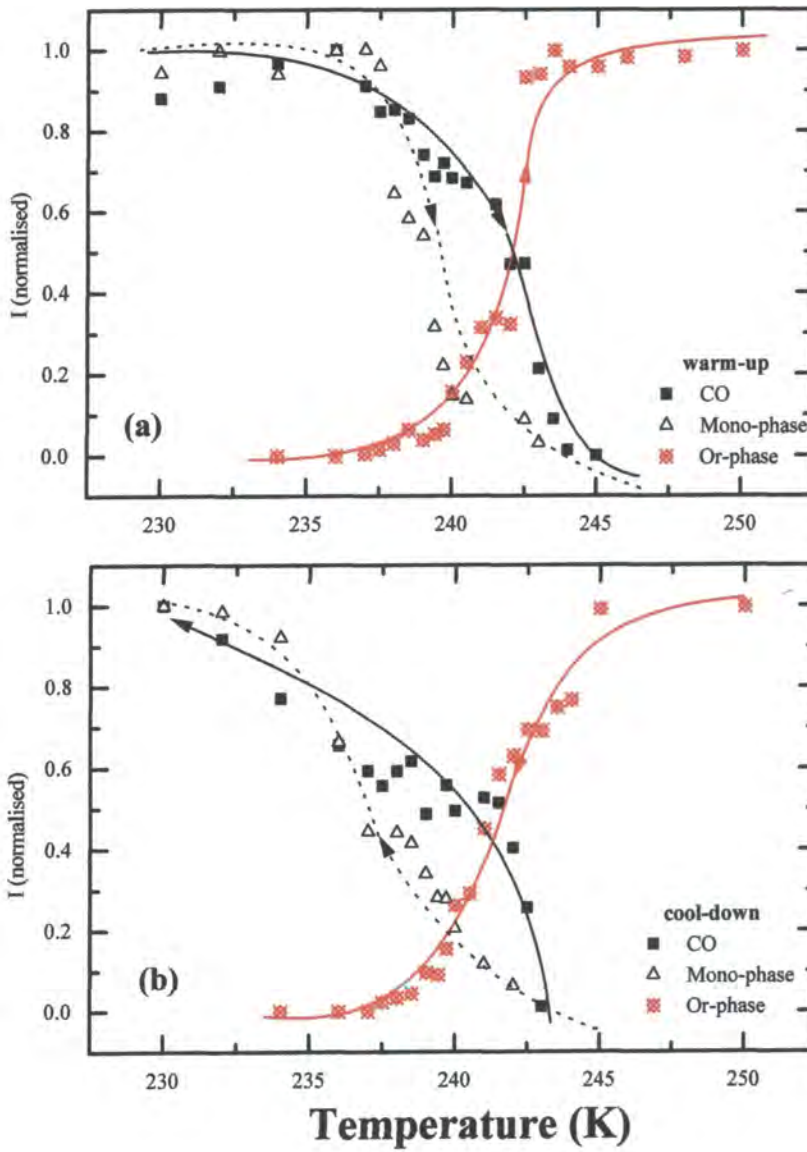 1.0
0.8
0.6
0.4
0.2
0.0
I (normalised)
(a)
warm-up
CO
Mono-phase
Or-phase
230 235 240 245 250
1.0
0.8
0.6
0.4
0.2
0.0
I (normalised)
(b)
cool-down
CO
Mono-phase
Or-phase
230 235 240 245 250
Temperature (K)